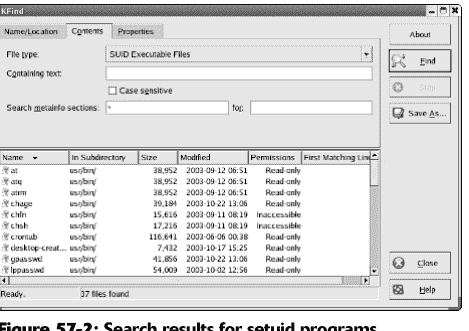 KFind
Name/Location Contents Properties
About
File type: SUID Executable Files
Find
Containing text:
Stop
Case sensitive
Search metainfo sections: * for:
Save As...
Name In Subdirectory Size Modified Permissions First Matching Line
at usr/bin/ 38,952 2003-09-12 06:51 Read-only
atq usr/bin/ 38,952 2003-09-12 06:51 Read-only
atrm usr/bin/ 38,952 2003-09-12 06:51 Read-only
chage usr/bin/ 39,184 2003-10-22 13:06 Read-only
chfn usr/bin/ 15,616 2003-09-11 08:19 Inaccessible
chsh usr/bin/ 17,216 2003-09-11 08:19 Inaccessible
crontab usr/bin/ 116,641 2003-06-06 00:38 Read-only
desktop-creat... usr/bin/ 7,432 2003-10-17 15:25 Read-only
gpasswd usr/bin/ 41,856 2003-10-22 13:06 Read-only
lppasswd usr/bin/ 54,009 2003-10-02 12:56 Read-only
Close
Ready. 37 files found
Help
Figure 57-2: Search results for setuid programs